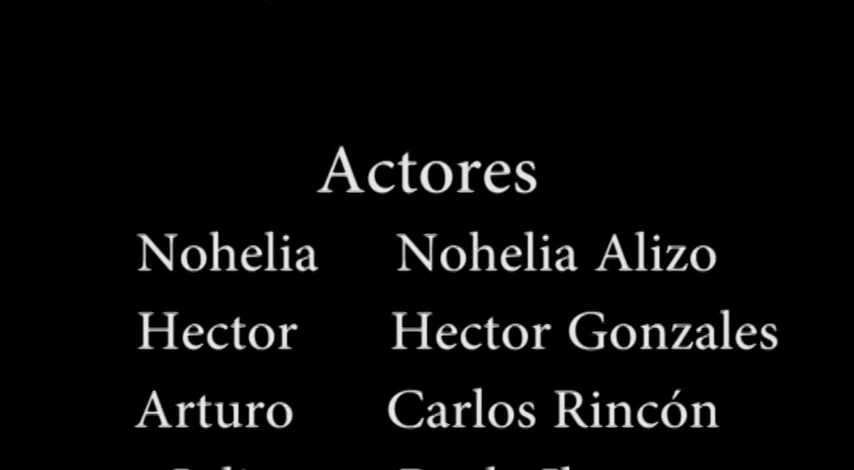 Actores
Nohelia Nohelia Alizo
Hector Hector Gonzales
Arturo Carlos Rincón